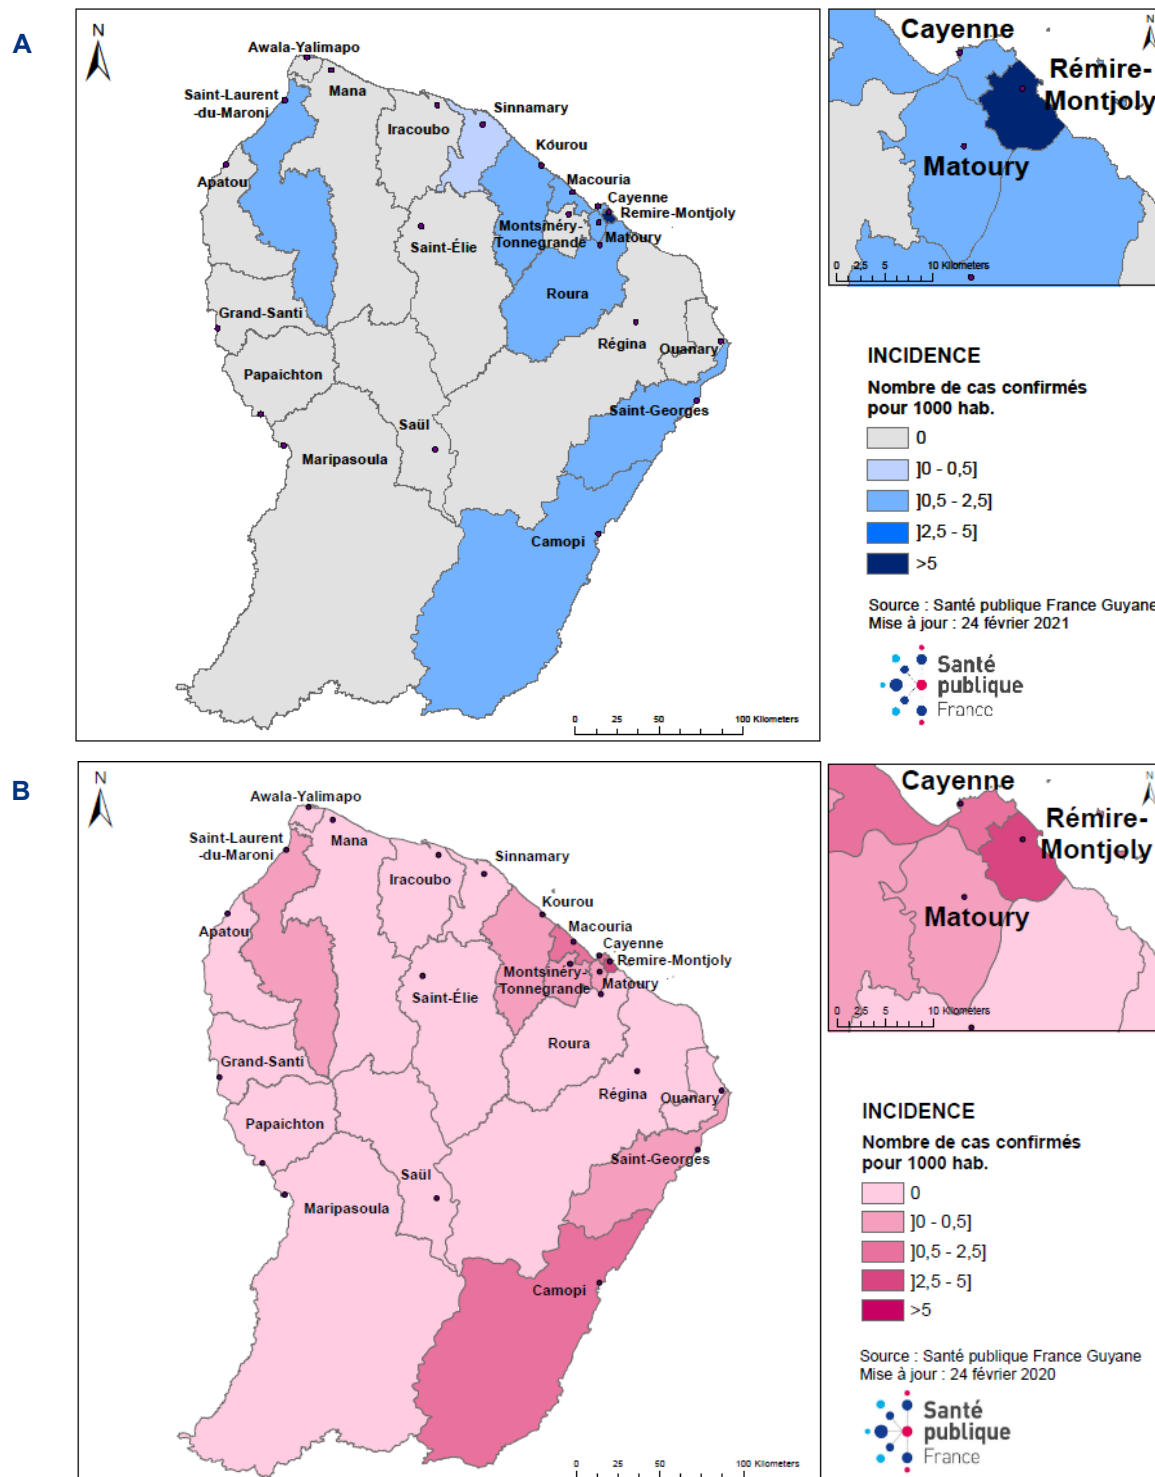 A
N
Awala-Yalimapo
Mana
Saint-Laurent
-du-Maroni
Iracoubo
Sinnamary
Kourou
Apatou
Macouria
Cayenne
Remire-Montjoly
Montsinéry-
Tonnegrande
Matoury
Saint-Élie
Roura
Grand-Santi
Régina
Ouanary
Papaichton
Saint-Georges
Saül
Maripasoula
Camopi
0 25 50 100 Kilometers
Cayenne
N
Rémire-
Montjoly
Matoury
0 2,5 5 10 Kilometers
INCIDENCE
Nombre de cas confirmés
pour 1000 hab.
0
]0 - 0,5]
]0,5 - 2,5]
]2,5 - 5]
>5
Source : Santé publique France Guyane
Mise à jour : 24 février 2021
Santé
publique
France
B
N
Awala-Yalimapo
Mana
Saint-Laurent
-du-Maroni
Iracoubo
Sinnamary
Kourou
Apatou
Macouria
Cayenne
Remire-Montjoly
Montsinéry-
Tonnegrande
Matoury
Saint-Élie
Roura
Grand-Santi
Régina
Ouanary
Papaichton
Saint-Georges
Saül
Maripasoula
Camopi
0 25 50 100 Kilometers
Cayenne
N
Rémire-
Montjoly
Matoury
0 2,5 5 10 Kilometers
INCIDENCE
Nombre de cas confirmés
pour 1000 hab.
0
]0 - 0,5]
]0,5 - 2,5]
]2,5 - 5]
>5
Source : Santé publique France Guyane
Mise à jour : 24 février 2020
Santé
publique
France